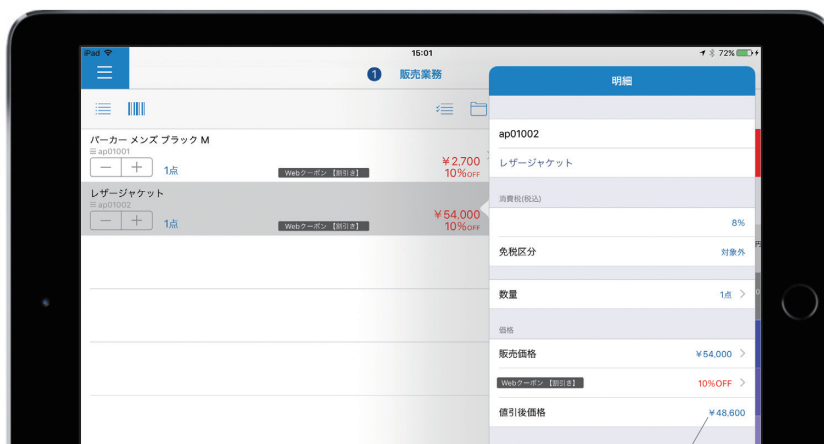 iPad 15:01 72%
1 販売業務
明細
パーカー メンズ ブラック M
ap01001
1点 Webクーポン 【割引き】 ¥2,700
10%OFF
レザージャケット
ap01002
1点 Webクーポン 【割引き】 ¥54,000
10%OFF
ap01002
レザージャケット
消費税(税込)
8%
免税区分 対象外
数量 1点
価格
販売価格 ¥54,000
Webクーポン 【割引き】 10%OFF
値引後価格 ¥48,600
円
0